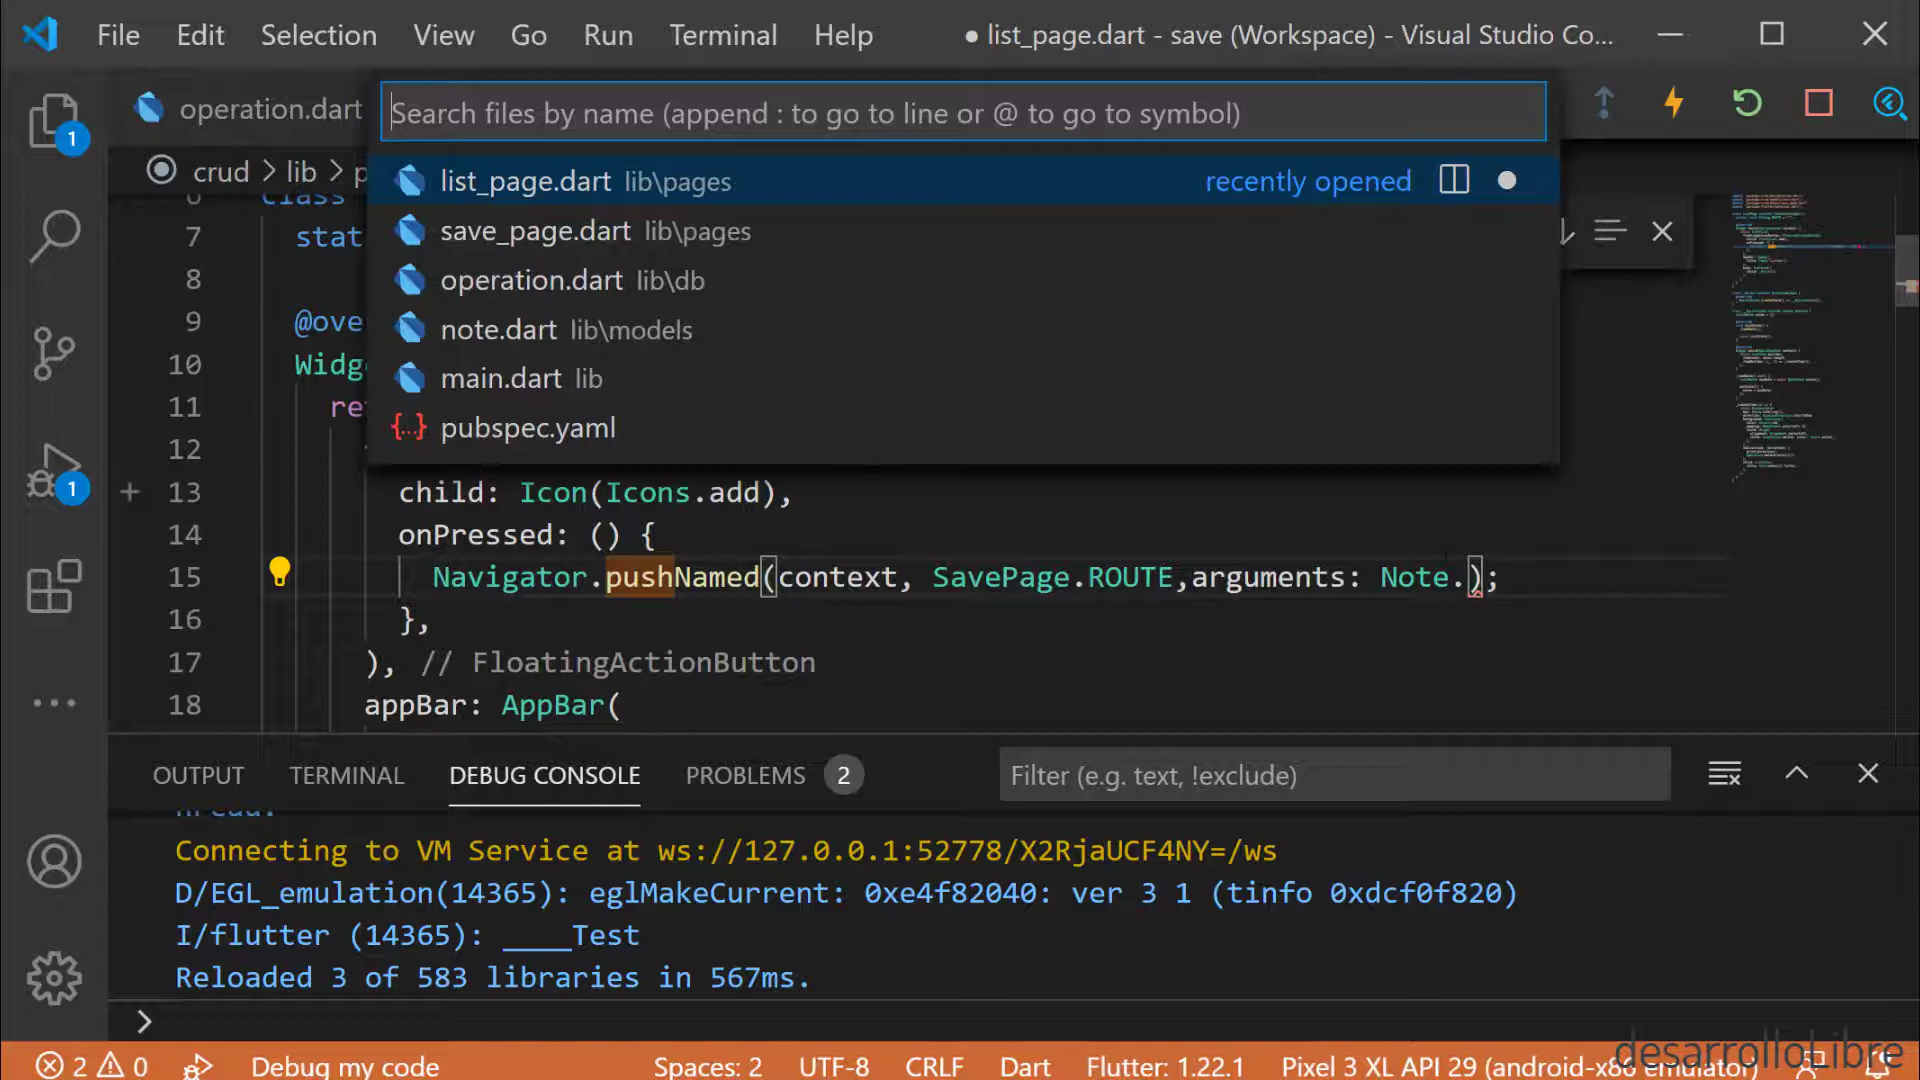 File Edit Selection View Go Run Terminal Help ● list_page.dart - save (Workspace) - Visual Studio Co...
operation.dart
Search files by name (append : to go to line or @ to go to symbol)
crud > lib > p
list_page.dart lib\pages recently opened
save_page.dart lib\pages
operation.dart lib\db
note.dart lib\models
main.dart lib
pubspec.yaml
6 class
7 stat
8
9 @ove
10 Widg
11 re
12
13 child: Icon(Icons.add),
14 onPressed: () {
15 Navigator.pushNamed(context, SavePage.ROUTE,arguments: Note.);
16 },
17 ), // FloatingActionButton
18 appBar: AppBar(
1
1
OUTPUT TERMINAL DEBUG CONSOLE PROBLEMS 2 Filter (e.g. text, !exclude)
Connecting to VM Service at ws://127.0.0.1:52778/X2RjaUCF4NY=/ws
D/EGL_emulation(14365): eglMakeCurrent: 0xe4f82040: ver 3 1 (tinfo 0xdcf0f820)
I/flutter (14365): ____Test
Reloaded 3 of 583 libraries in 567ms.
2 0 Debug my code Spaces: 2 UTF-8 CRLF Dart Flutter: 1.22.1 Pixel 3 XL API 29 (android-x86 emulator)
desarrolloLibre